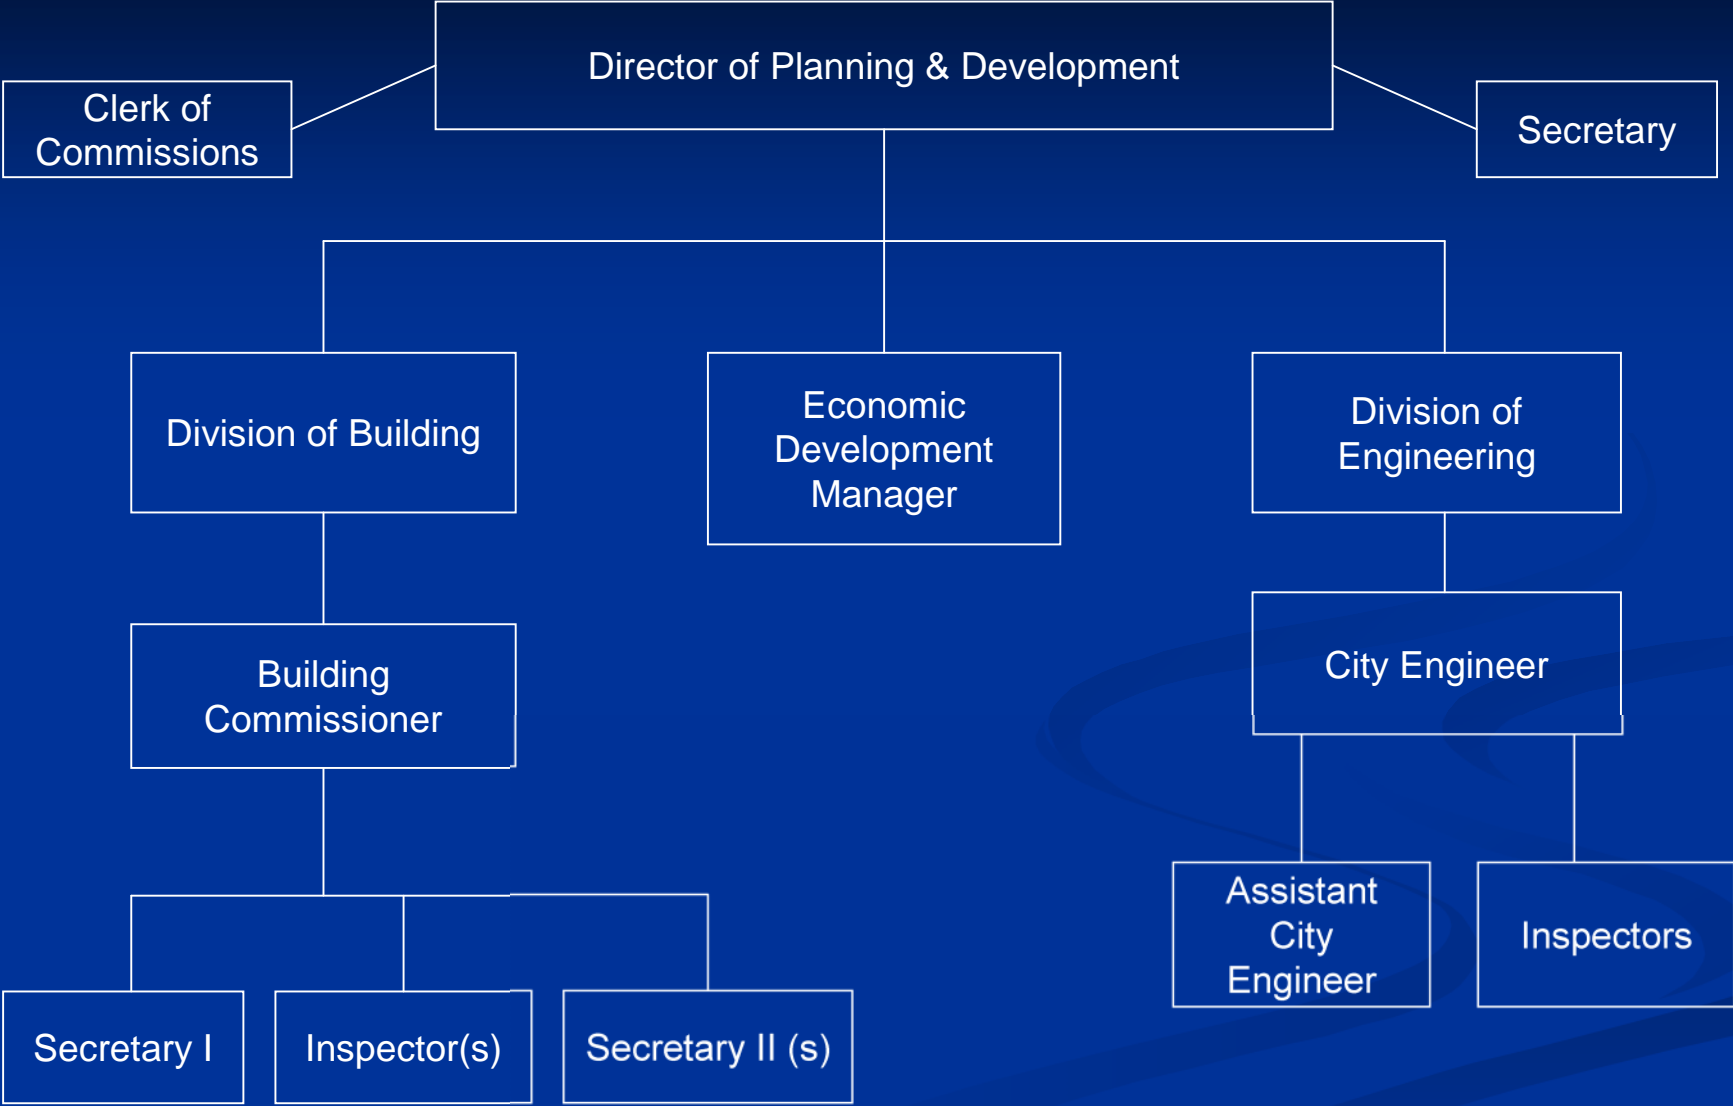 Director of Planning & Development
Clerk of
Commissions
Secretary
Division of Building
Economic
Development
Manager
Division of
Engineering
Building
Commissioner
City Engineer
Assistant
City
Engineer
Inspectors
Secretary I
Inspector(s)
Secretary II (s)